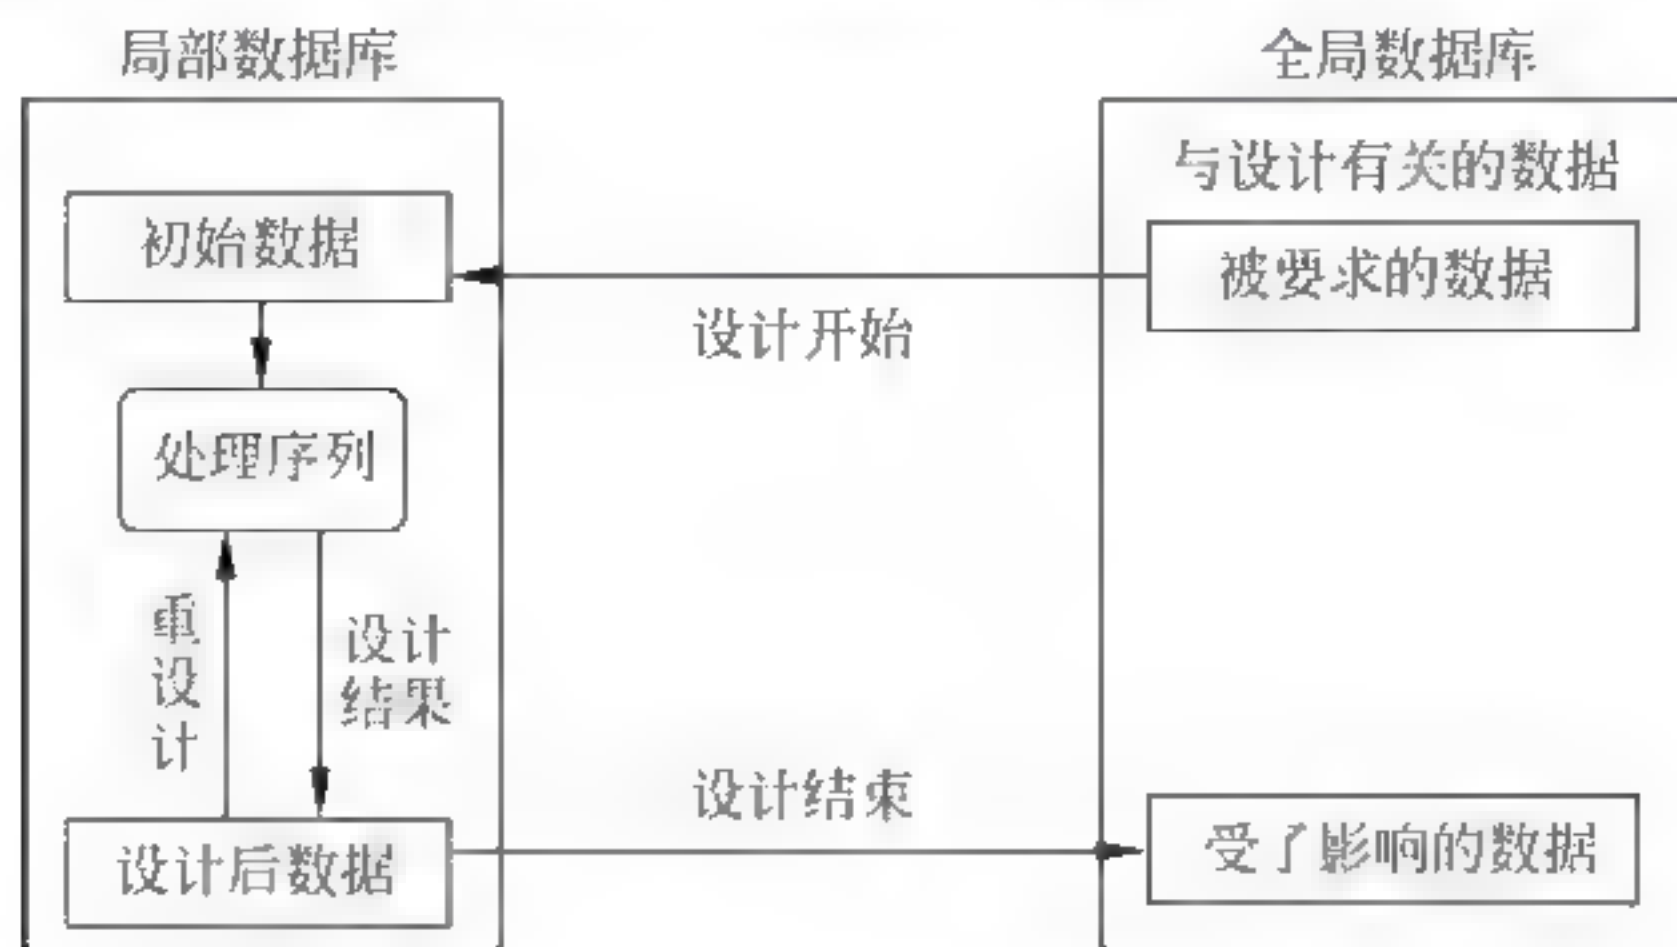 局部数据库
全局数据库
与设计有关的数据
初始数据
被要求的数据
设计开始
处理序列
重
设
计
设计
结果
设计结束
设计后数据
受了影响的数据